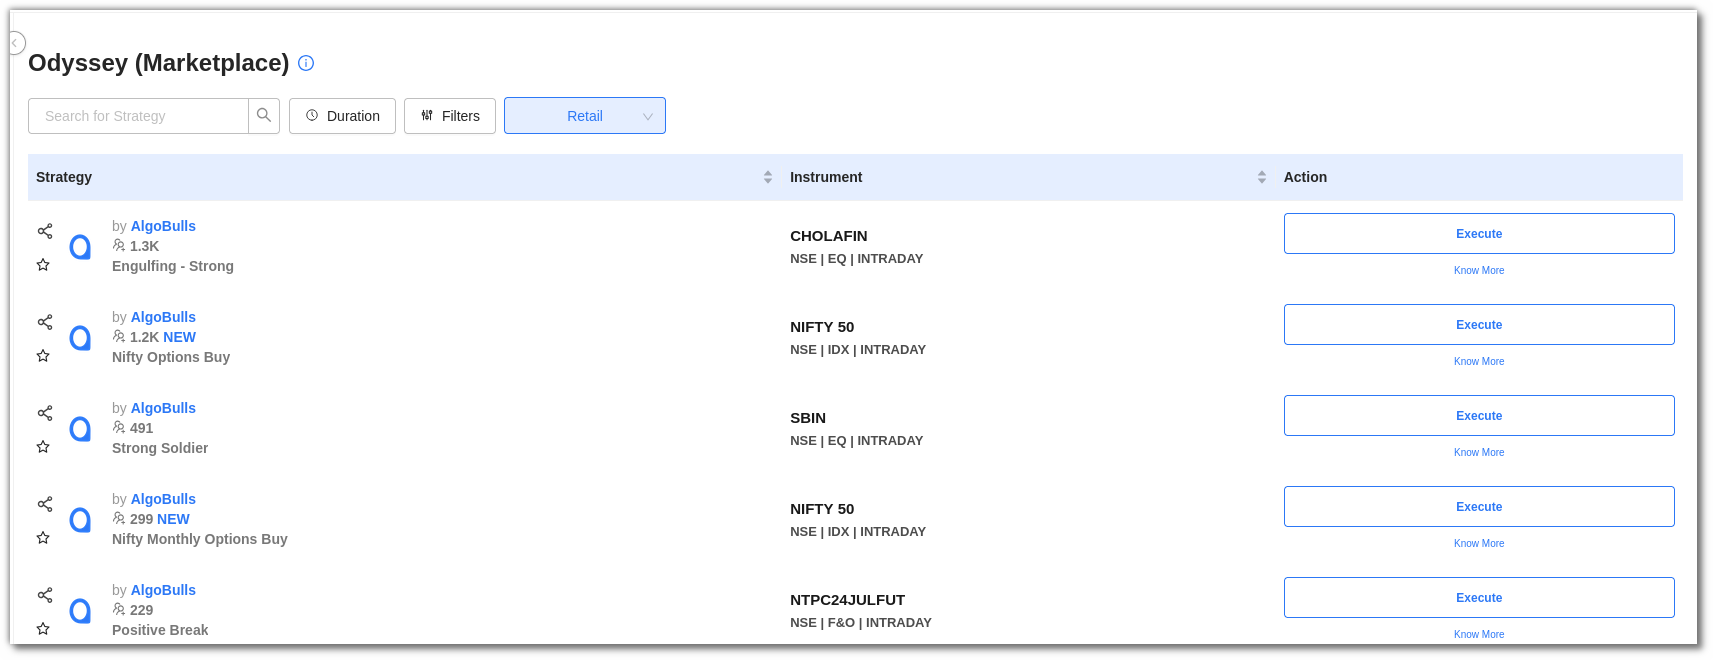 Odyssey (Marketplace)
Search for Strategy Duration Filters Retail
Strategy Instrument Action
by AlgoBulls
1.3K
Engulfing - Strong
CHOLAFIN
NSE | EQ | INTRADAY
Execute
Know More
by AlgoBulls
1.2K NEW
Nifty Options Buy
NIFTY 50
NSE | IDX | INTRADAY
Execute
Know More
by AlgoBulls
491
Strong Soldier
SBIN
NSE | EQ | INTRADAY
Execute
Know More
by AlgoBulls
299 NEW
Nifty Monthly Options Buy
NIFTY 50
NSE | IDX | INTRADAY
Execute
Know More
by AlgoBulls
229
Positive Break
NTPC24JULFUT
NSE | F&O | INTRADAY
Execute
Know More